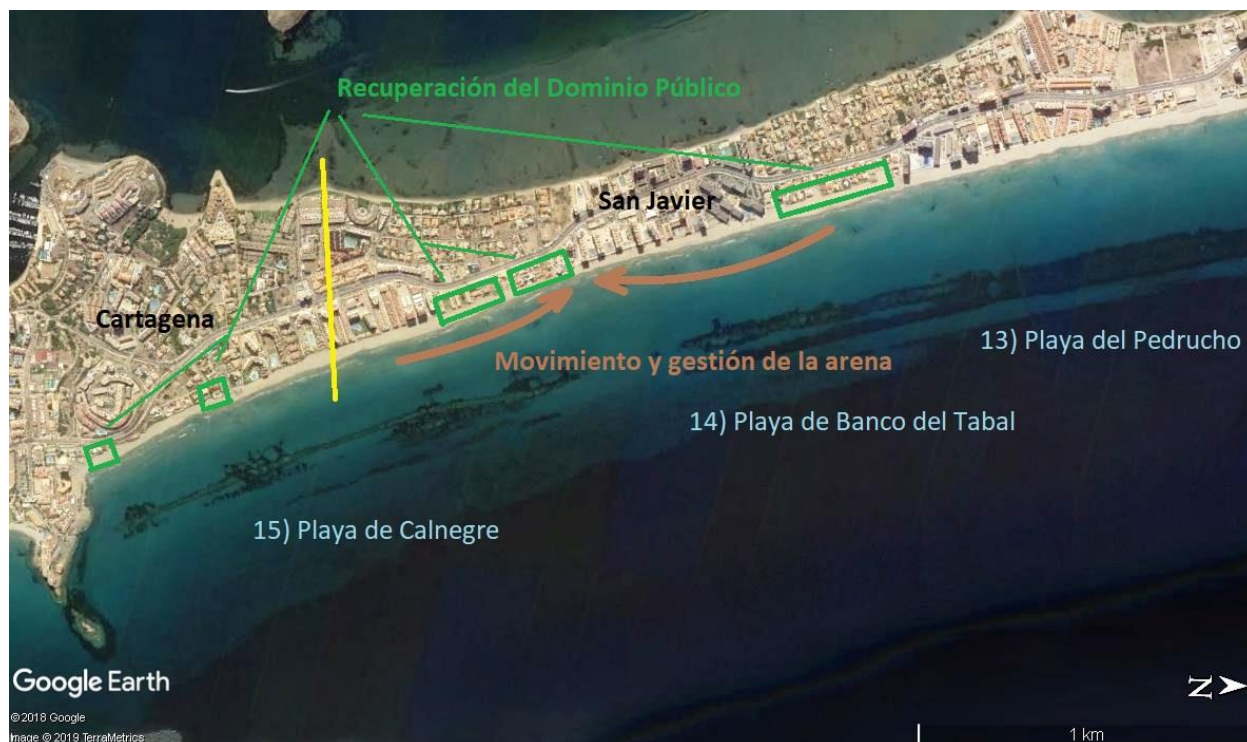 Recuperación del Dominio Público
San Javier
Cartagena
13) Playa del Pedrucho
Movimiento y gestión de la arena
14) Playa de Banco del Tabal
15) Playa de Calnegre
Google Earth
N
© 2018 Google
Image © 2019 TerraMetrics
1 km